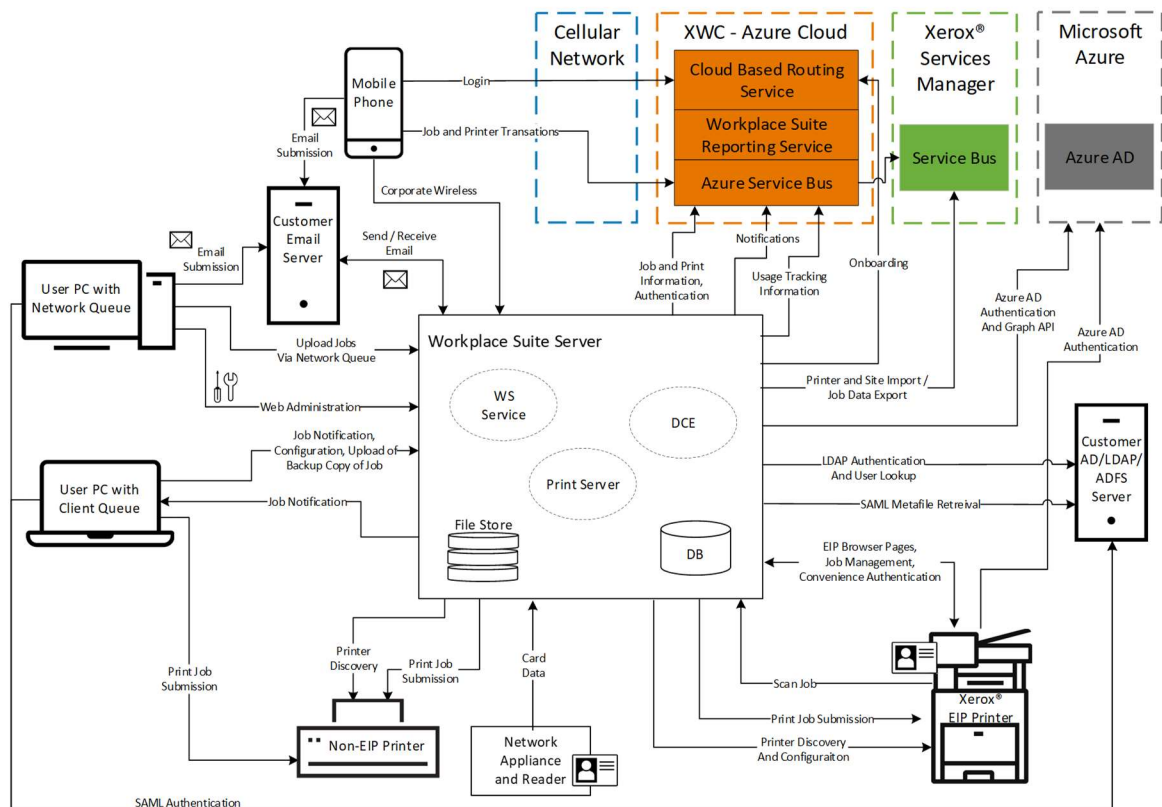 Cellular
Network
XWC - Azure Cloud
Xerox®
Services
Manager
Microsoft
Azure
Cloud Based Routing
Service
Workplace Suite
Reporting Service
Azure Service Bus
Service Bus
Azure AD
Mobile
Phone
Login
Job and Printer Transations
Email
Submission
Corporate Wireless
Customer
Email
Server
Send / Receive
Email
Email
Submission
User PC with
Network Queue
Upload Jobs
Via Network Queue
Web Administration
Job and Print
Information,
Authentication
Notifications
Usage Tracking
Information
Onboarding
Azure AD
Authentication
And Graph API
Azure AD
Authentication
Printer and Site Import /
Job Data Export
Workplace Suite Server
WS
Service
DCE
Print Server
File Store
DB
Job Notification,
Configuration, Upload of
Backup Copy of Job
User PC with
Client Queue
Job Notification
LDAP Authentication
And User Lookup
SAML Metafile Retreival
Customer
AD/LDAP/
ADFS
Server
EIP Browser Pages,
Job Management,
Convenience Authentication
Print Job
Submission
Printer
Discovery
Print Job
Submission
Card
Data
Scan Job
Print Job Submission
Printer Discovery
And Configuraiton
Xerox®
EIP Printer
Non-EIP Printer
Network
Appliance
and Reader
SAML Authentication